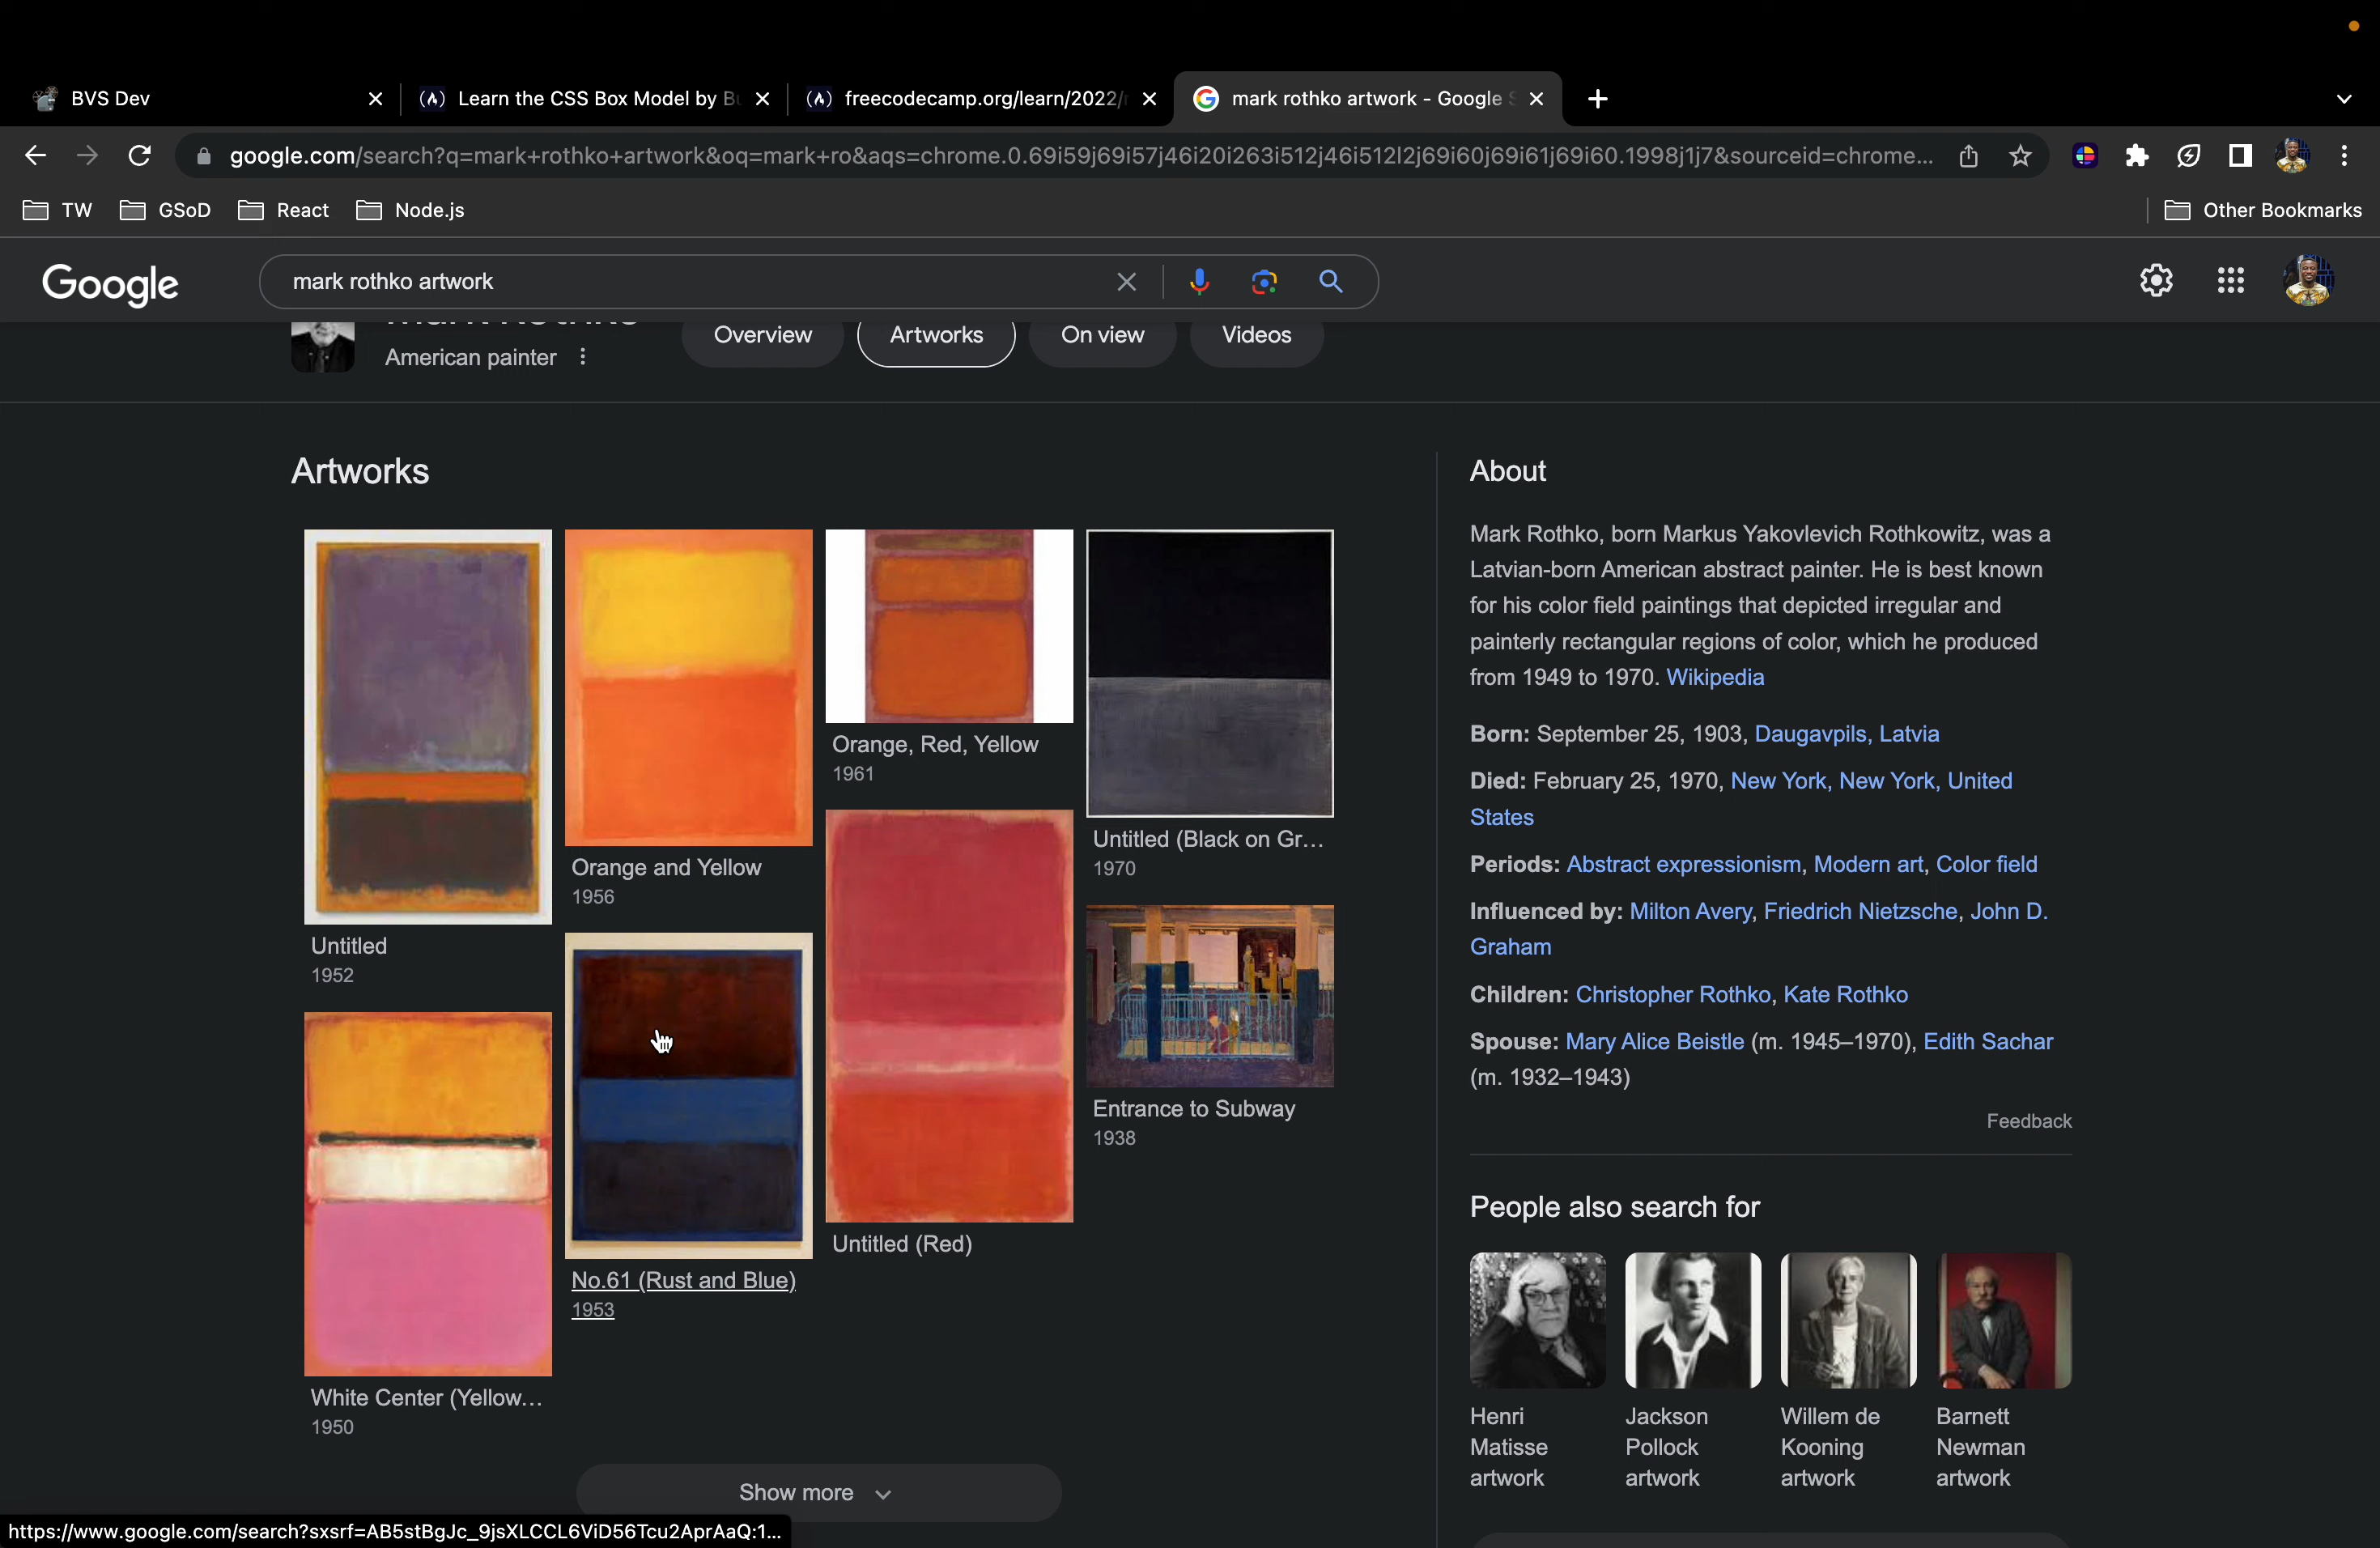 BVS Dev
Learn the CSS Box Model by Bu
freecodecamp.org/learn/2022/
mark rothko artwork - Google S
google.com/search?q=mark+rothko+artwork&oq=mark+ro&aqs=chrome.0.69i59j69i57j46i20i263i512j46i512l2j69i60j69i61j69i60.1998j1j7&sourceid=chrome...
TW
GSoD
React
Node.js
Other Bookmarks
Google
mark rothko artwork
Mark Rothko
American painter
Overview
Artworks
On view
Videos
Artworks
Untitled
1952
Orange and Yellow
1956
Orange, Red, Yellow
1961
Untitled (Black on Gr...
1970
White Center (Yellow...
1950
No.61 (Rust and Blue)
1953
Untitled (Red)
Entrance to Subway
1938
Show more
About
Mark Rothko, born Markus Yakovlevich Rothkowitz, was a
Latvian-born American abstract painter. He is best known
for his color field paintings that depicted irregular and
painterly rectangular regions of color, which he produced
from 1949 to 1970. Wikipedia
Born: September 25, 1903, Daugavpils, Latvia
Died: February 25, 1970, New York, New York, United
States
Periods: Abstract expressionism, Modern art, Color field
Influenced by: Milton Avery, Friedrich Nietzsche, John D.
Graham
Children: Christopher Rothko, Kate Rothko
Spouse: Mary Alice Beistle (m. 1945–1970), Edith Sachar
(m. 1932–1943)
Feedback
People also search for
Henri
Matisse
artwork
Jackson
Pollock
artwork
Willem de
Kooning
artwork
Barnett
Newman
artwork
https://www.google.com/search?sxsrf=AB5stBgJc_9jsXLCCL6ViD56Tcu2AprAaQ:1...